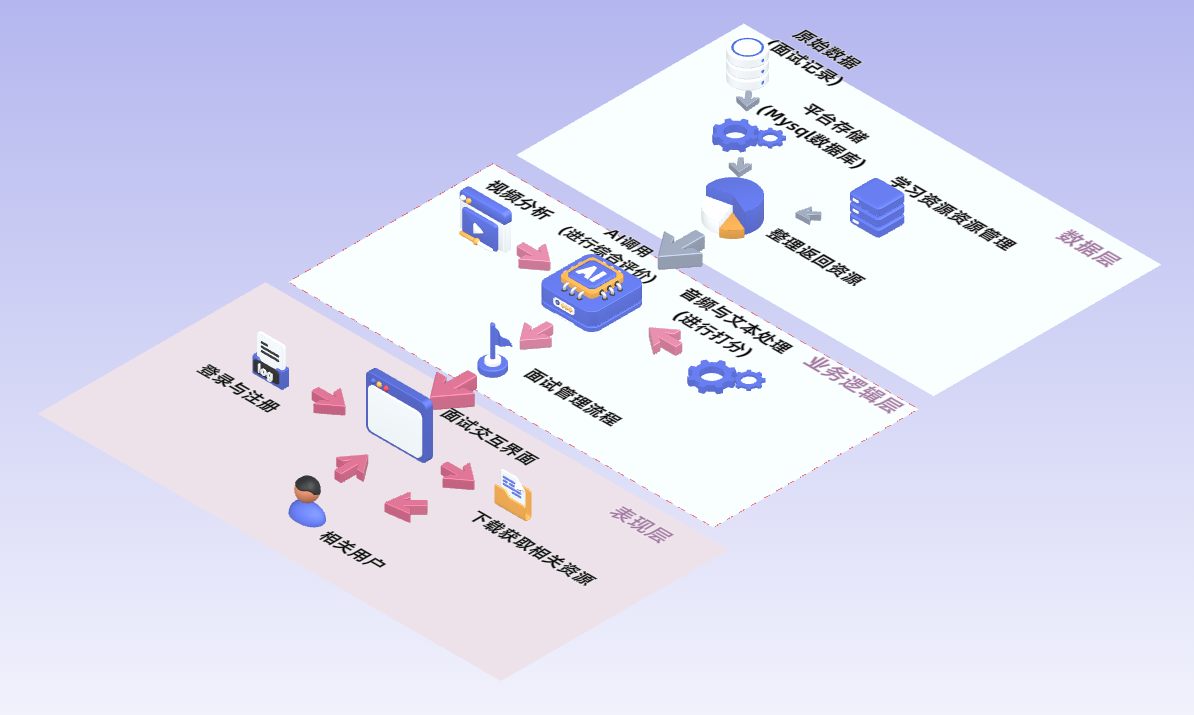 原始数据
(面试记录)
平台存储
(Mysql数据库)
学习资源资源管理
整理返回资源
数据层
视频分析
AI调用
(进行综合评价)
AI
音频与文本处理
(进行打分)
面试管理流程
业务逻辑层
log
登录与注册
面试交互界面
下载获取相关资源
相关用户
表现层